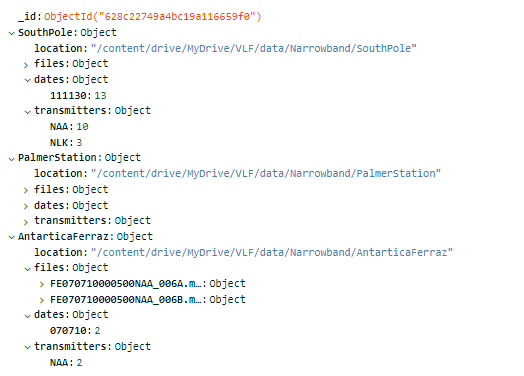 _id: ObjectId("628c22749a4bc19a116659f0")
SouthPole: Object
location: "/content/drive/MyDrive/VLF/data/Narrowband/SouthPole"
files: Object
dates: Object
111130: 13
transmitters: Object
NAA: 10
NLK: 3
PalmerStation: Object
location: "/content/drive/MyDrive/VLF/data/Narrowband/PalmerStation"
files: Object
dates: Object
transmitters: Object
AntarticaFerraz: Object
location: "/content/drive/MyDrive/VLF/data/Narrowband/AntarticaFerraz"
files: Object
FE070710000500NAA_006A.m…: Object
FE070710000500NAA_006B.m…: Object
dates: Object
070710: 2
transmitters: Object
NAA: 2